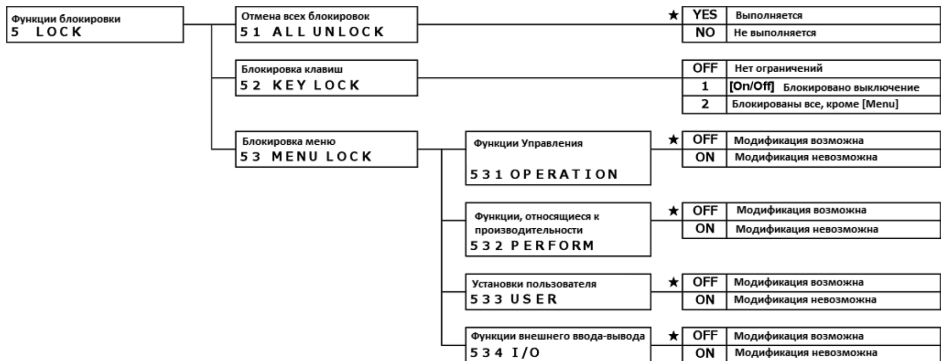 Функции блокировки
5 LOCK
Отмена всех блокировок
51 ALL UNLOCK
★ YES Выполняется
NO Не выполняется
Блокировка клавиш
52 KEY LOCK
OFF Нет ограничений
1 [On/Off] Блокировано выключение
2 Блокированы все, кроме [Menu]
Блокировка меню
53 MENU LOCK
Функции Управления
531 OPERATION
★ OFF Модификация возможна
ON Модификация невозможна
Функции, относящиеся к
производительности
532 PERFORM
★ OFF Модификация возможна
ON Модификация невозможна
Установки пользователя
533 USER
★ OFF Модификация возможна
ON Модификация невозможна
Функции внешнего ввода-вывода
534 I/O
★ OFF Модификация возможна
ON Модификация невозможна